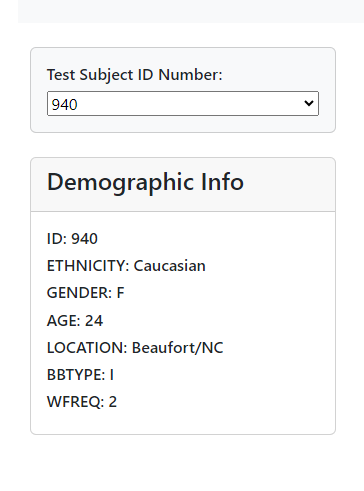 Test Subject ID Number:
940
Demographic Info
ID: 940
ETHNICITY: Caucasian
GENDER: F
AGE: 24
LOCATION: Beaufort/NC
BBTYPE: I
WFREQ: 2